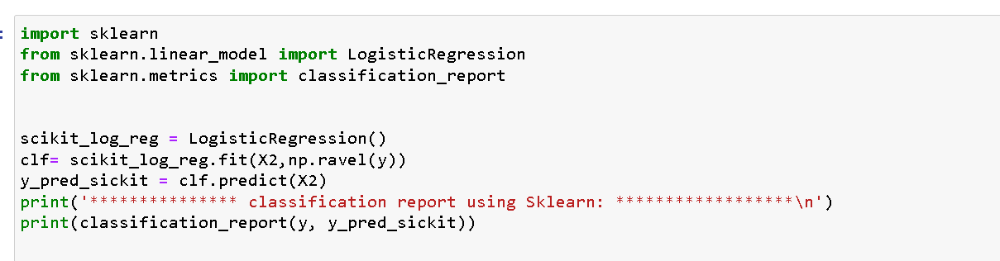 :
import sklearn
from sklearn.linear_model import LogisticRegression
from sklearn.metrics import classification_report
scikit_log_reg = LogisticRegression()
clf= scikit_log_reg.fit(X2,np.ravel(y))
y_pred_sickit = clf.predict(X2)
print('*************** classification report using Sklearn: ******************\n')
print(classification_report(y, y_pred_sickit))